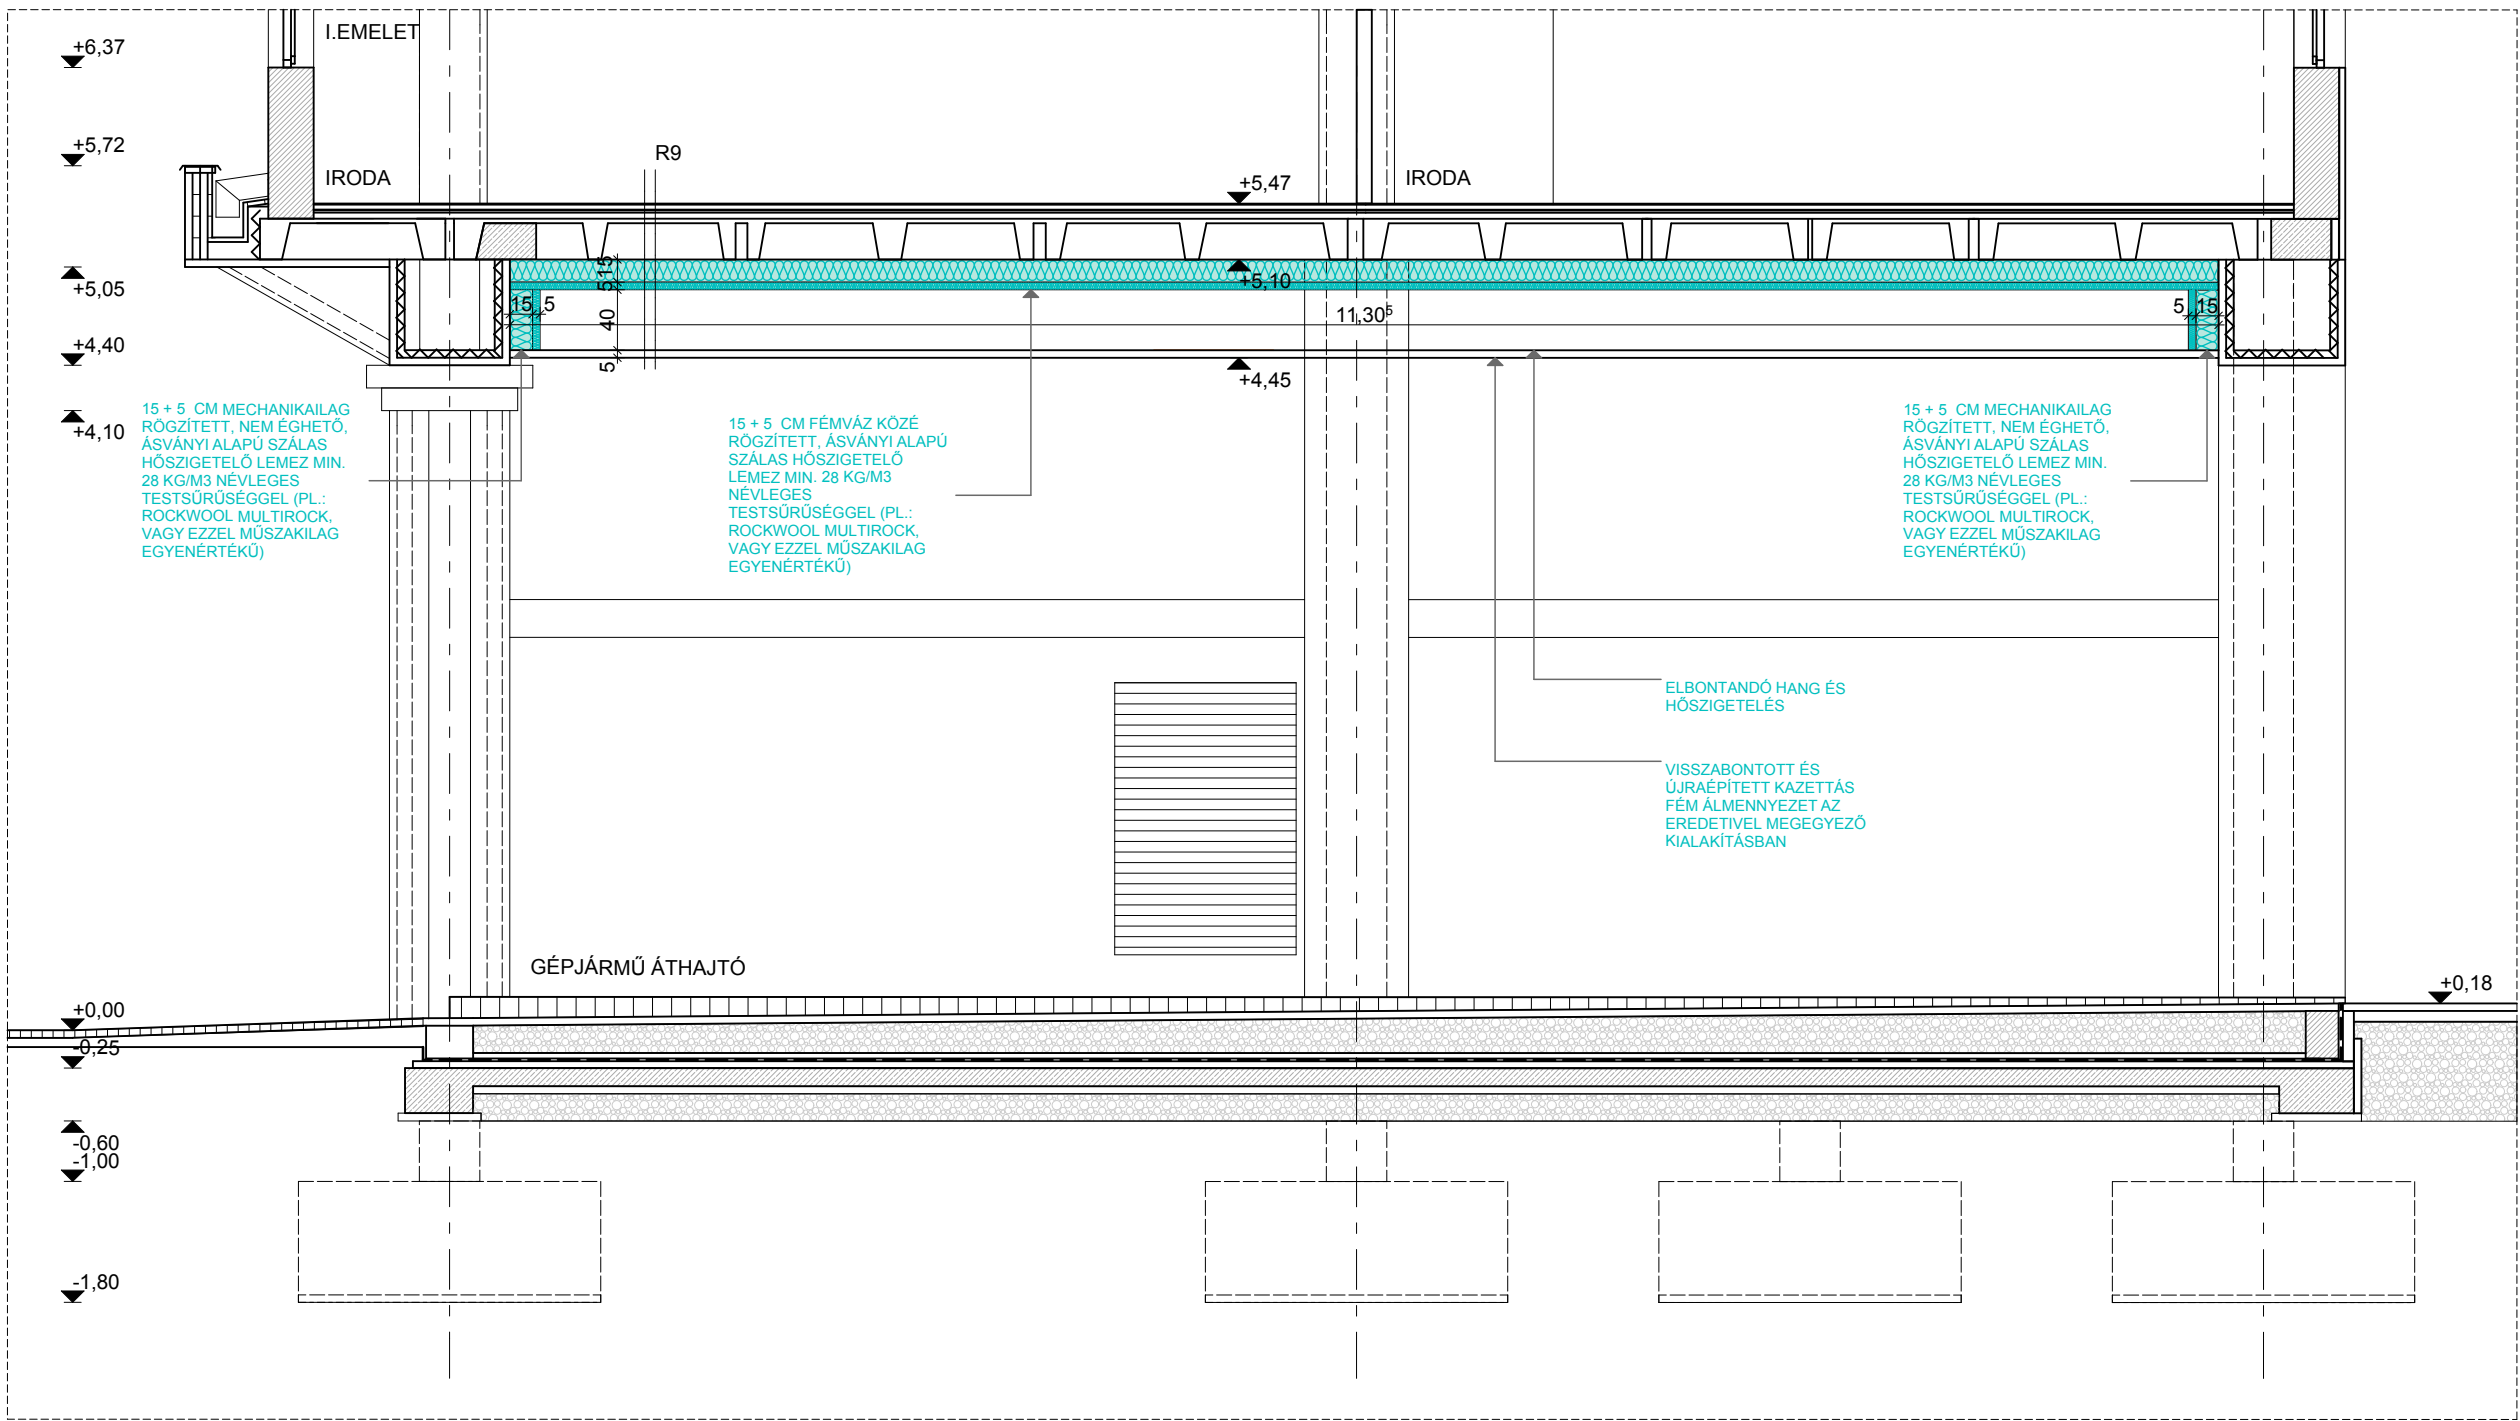 I.EMELET
+6,37
+5,72
R9
IRODA
+5,47
IRODA
15
5
+5,05
+5,10
15
5
40
11,30⁵
5
15
+4,40
5
+4,45
+4,10
15 + 5 CM MECHANIKAILAG
RÖGZÍTETT, NEM ÉGHETŐ,
ÁSVÁNYI ALAPÚ SZÁLAS
HŐSZIGETELŐ LEMEZ MIN.
28 KG/M3 NÉVLEGES
TESTSŰRŰSÉGGEL (PL.:
ROCKWOOL MULTIROCK,
VAGY EZZEL MŰSZAKILAG
EGYENÉRTÉKŰ)
15 + 5 CM FÉMVÁZ KÖZÉ
RÖGZÍTETT, ÁSVÁNYI ALAPÚ
SZÁLAS HŐSZIGETELŐ
LEMEZ MIN. 28 KG/M3
NÉVLEGES
TESTSŰRŰSÉGGEL (PL.:
ROCKWOOL MULTIROCK,
VAGY EZZEL MŰSZAKILAG
EGYENÉRTÉKŰ)
15 + 5 CM MECHANIKAILAG
RÖGZÍTETT, NEM ÉGHETŐ,
ÁSVÁNYI ALAPÚ SZÁLAS
HŐSZIGETELŐ LEMEZ MIN.
28 KG/M3 NÉVLEGES
TESTSŰRŰSÉGGEL (PL.:
ROCKWOOL MULTIROCK,
VAGY EZZEL MŰSZAKILAG
EGYENÉRTÉKŰ)
ELBONTANDÓ HANG ÉS
HŐSZIGETELÉS
VISSZABONTOTT ÉS
ÚJRAÉPÍTETT KAZETTÁS
FÉM ÁLMENNYEZET AZ
EREDETIVEL MEGEGYEZŐ
KIALAKÍTÁSBAN
GÉPJÁRMŰ ÁTHAJTÓ
+0,18
+0,00
-0,25
-0,60
-1,00
-1,80